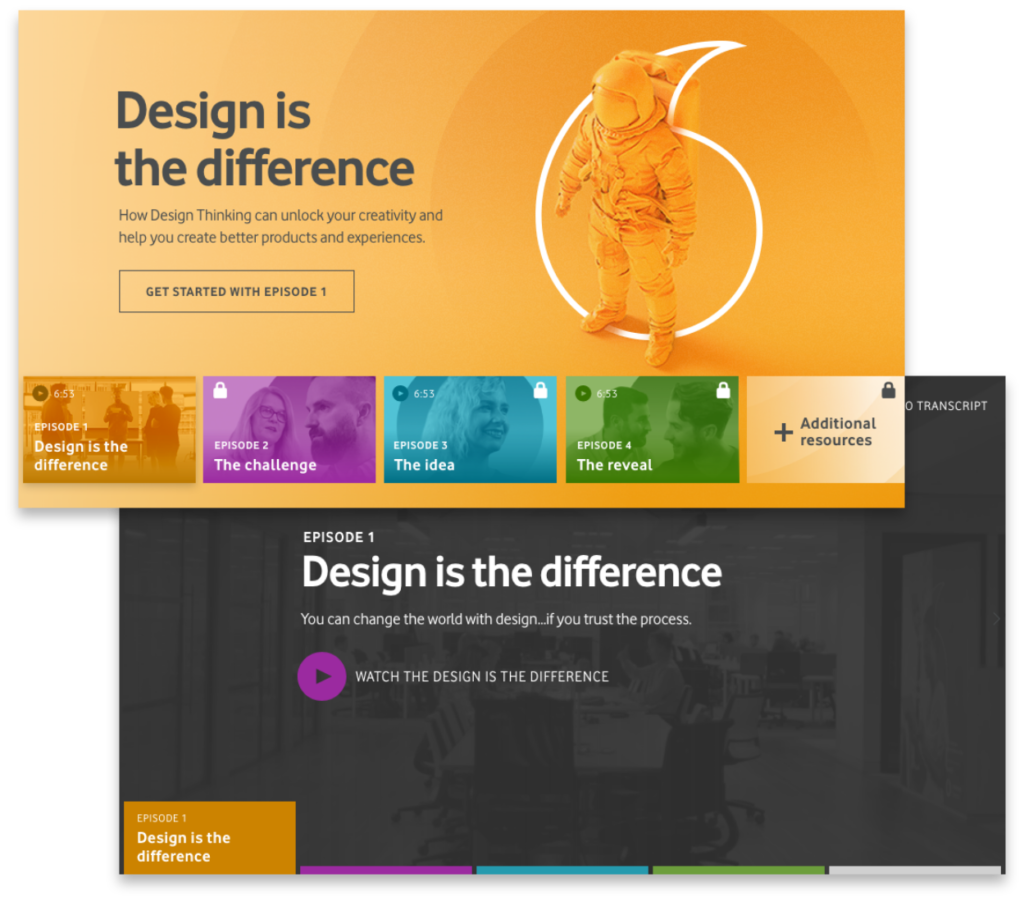 Design is
the difference
How Design Thinking can unlock your creativity and
help you create better products and experiences.
GET STARTED WITH EPISODE 1
6:53
EPISODE 1
Design is the
difference
EPISODE 2
The challenge
6:53
EPISODE 3
The idea
6:53
EPISODE 4
The reveal
+ Additional
resources
O TRANSCRIPT
EPISODE 1
Design is the difference
You can change the world with design...if you trust the process.
WATCH THE DESIGN IS THE DIFFERENCE
EPISODE 1
Design is the
difference